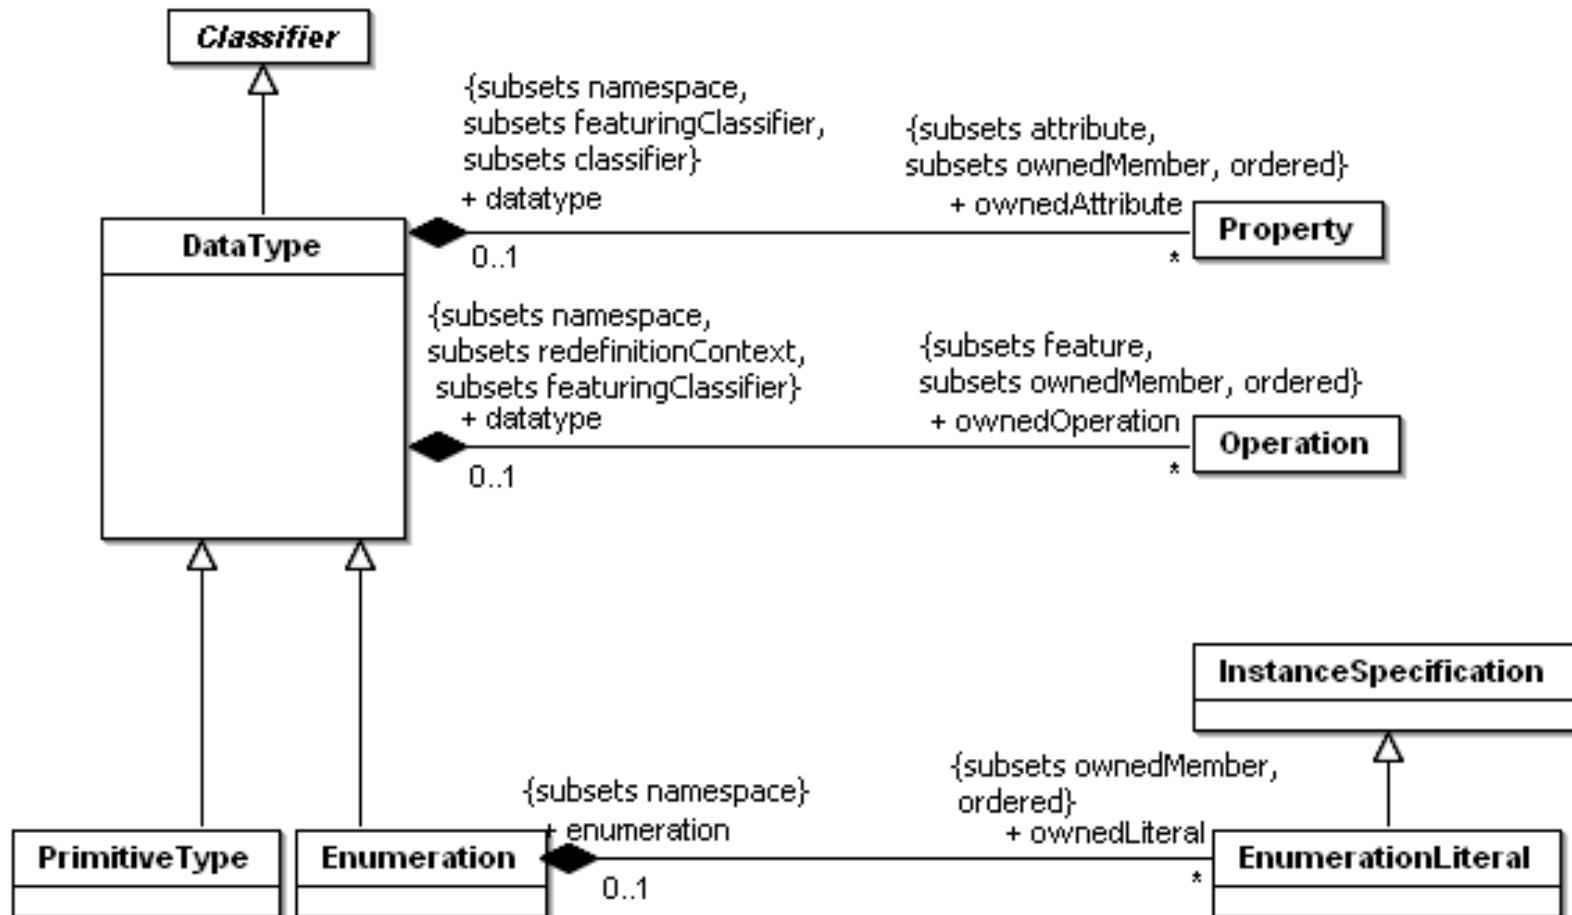 Classifier
{subsets namespace,
subsets featuringClassifier,
subsets classifier}
+ datatype
0..1
{subsets attribute,
subsets ownedMember, ordered}
+ ownedAttribute
*
Property
DataType
{subsets namespace,
subsets redefinitionContext,
subsets featuringClassifier}
+ datatype
0..1
{subsets feature,
subsets ownedMember, ordered}
+ ownedOperation
*
Operation
InstanceSpecification
PrimitiveType
Enumeration
{subsets namespace}
+ enumeration
0..1
{subsets ownedMember,
ordered}
+ ownedLiteral
*
EnumerationLiteral